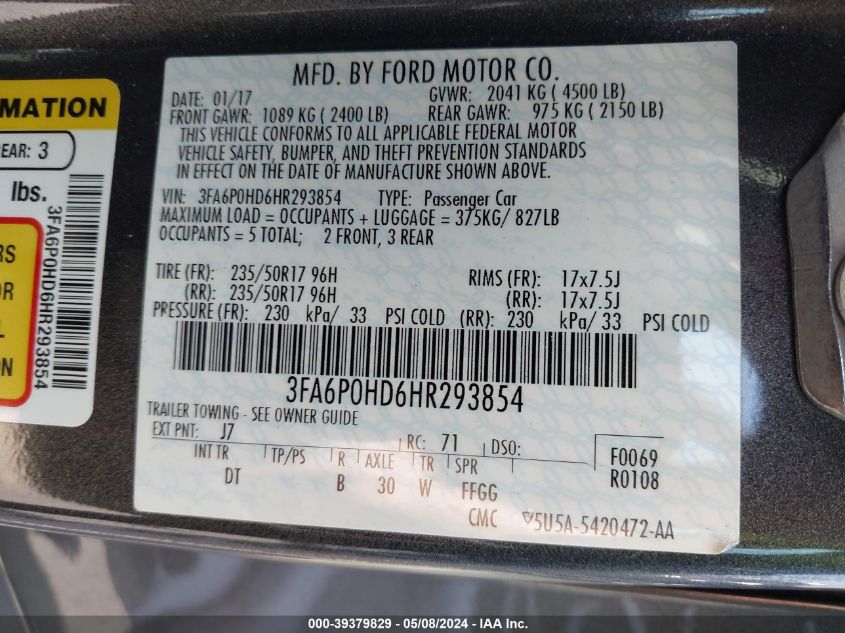 MATION
REAR: 3
lbs.
3FA6P0HD6HR293854
RS
OR
L
ON
MFD. BY FORD MOTOR CO.
DATE: 01/17 GVWR: 2041 KG ( 4500 LB)
FRONT GAWR: 1089 KG ( 2400 LB) REAR GAWR: 975 KG ( 2150 LB)
THIS VEHICLE CONFORMS TO ALL APPLICABLE FEDERAL MOTOR
VEHICLE SAFETY, BUMPER, AND THEFT PREVENTION STANDARDS
IN EFFECT ON THE DATE OF MANUFACTURE SHOWN ABOVE.
VIN: 3FA6P0HD6HR293854 TYPE: Passenger Car
MAXIMUM LOAD = OCCUPANTS + LUGGAGE = 375KG/ 827LB
OCCUPANTS = 5 TOTAL; 2 FRONT, 3 REAR
TIRE (FR): 235/50R17 96H RIMS (FR): 17x7.5J
(RR): 235/50R17 96H (RR): 17x7.5J
PRESSURE (FR): 230 kPa/ 33 PSI COLD (RR): 230 kPa/ 33 PSI COLD
3FA6P0HD6HR293854
TRAILER TOWING - SEE OWNER GUIDE
EXT PNT: J7 RC: 71 DSO: F0069
INT TR TP/PS R AXLE TR SPR R0108
DT B 30 W FFGG
CMC ▽5U5A-5420472-AA
000-39379829 - 05/08/2024 - IAA Inc.